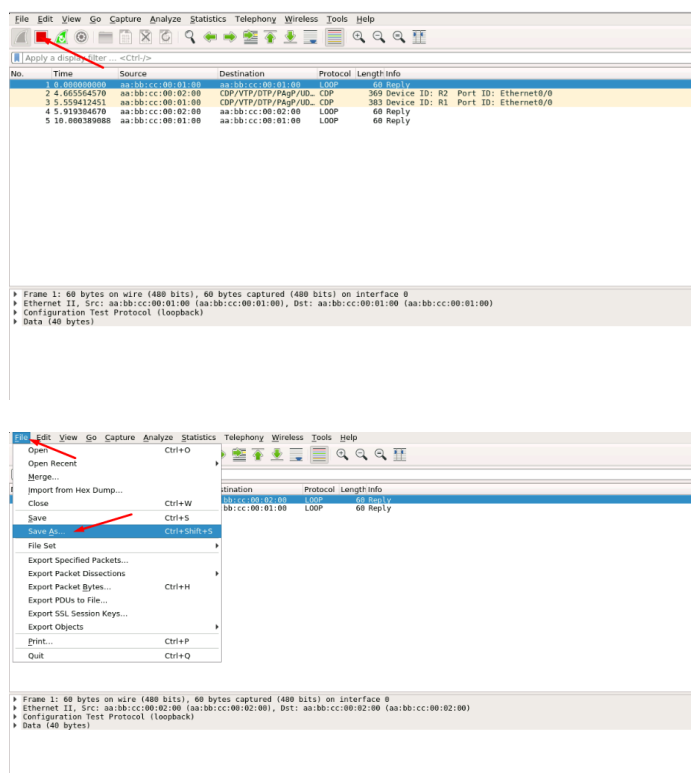 File Edit View Go Capture Analyze Statistics Telephony Wireless Tools Help
Apply a display filter ... <Ctrl-/>
No. Time Source Destination Protocol Length Info
1 0.000000000 aa:bb:cc:00:01:00 aa:bb:cc:00:01:00 LOOP 60 Reply
2 4.665564570 aa:bb:cc:00:02:00 CDP/VTP/DTP/PAgP/UD… CDP 369 Device ID: R2 Port ID: Ethernet0/0
3 5.559412451 aa:bb:cc:00:01:00 CDP/VTP/DTP/PAgP/UD… CDP 383 Device ID: R1 Port ID: Ethernet0/0
4 5.919304670 aa:bb:cc:00:02:00 aa:bb:cc:00:02:00 LOOP 60 Reply
5 10.000389088 aa:bb:cc:00:01:00 aa:bb:cc:00:01:00 LOOP 60 Reply
Frame 1: 60 bytes on wire (480 bits), 60 bytes captured (480 bits) on interface 0
Ethernet II, Src: aa:bb:cc:00:01:00 (aa:bb:cc:00:01:00), Dst: aa:bb:cc:00:01:00 (aa:bb:cc:00:01:00)
Configuration Test Protocol (loopback)
Data (40 bytes)
File Edit View Go Capture Analyze Statistics Telephony Wireless Tools Help
Open Ctrl+O
Open Recent
Merge...
Import from Hex Dump...
stination Protocol Length Info
Close Ctrl+W
bb:cc:00:02:00 LOOP 60 Reply
bb:cc:00:01:00 LOOP 60 Reply
Save Ctrl+S
Save As... Ctrl+Shift+S
File Set
Export Specified Packets...
Export Packet Dissections
Export Packet Bytes... Ctrl+H
Export PDUs to File...
Export SSL Session Keys...
Export Objects
Print... Ctrl+P
Quit Ctrl+Q
Frame 1: 60 bytes on wire (480 bits), 60 bytes captured (480 bits) on interface 0
Ethernet II, Src: aa:bb:cc:00:02:00 (aa:bb:cc:00:02:00), Dst: aa:bb:cc:00:02:00 (aa:bb:cc:00:02:00)
Configuration Test Protocol (loopback)
Data (40 bytes)